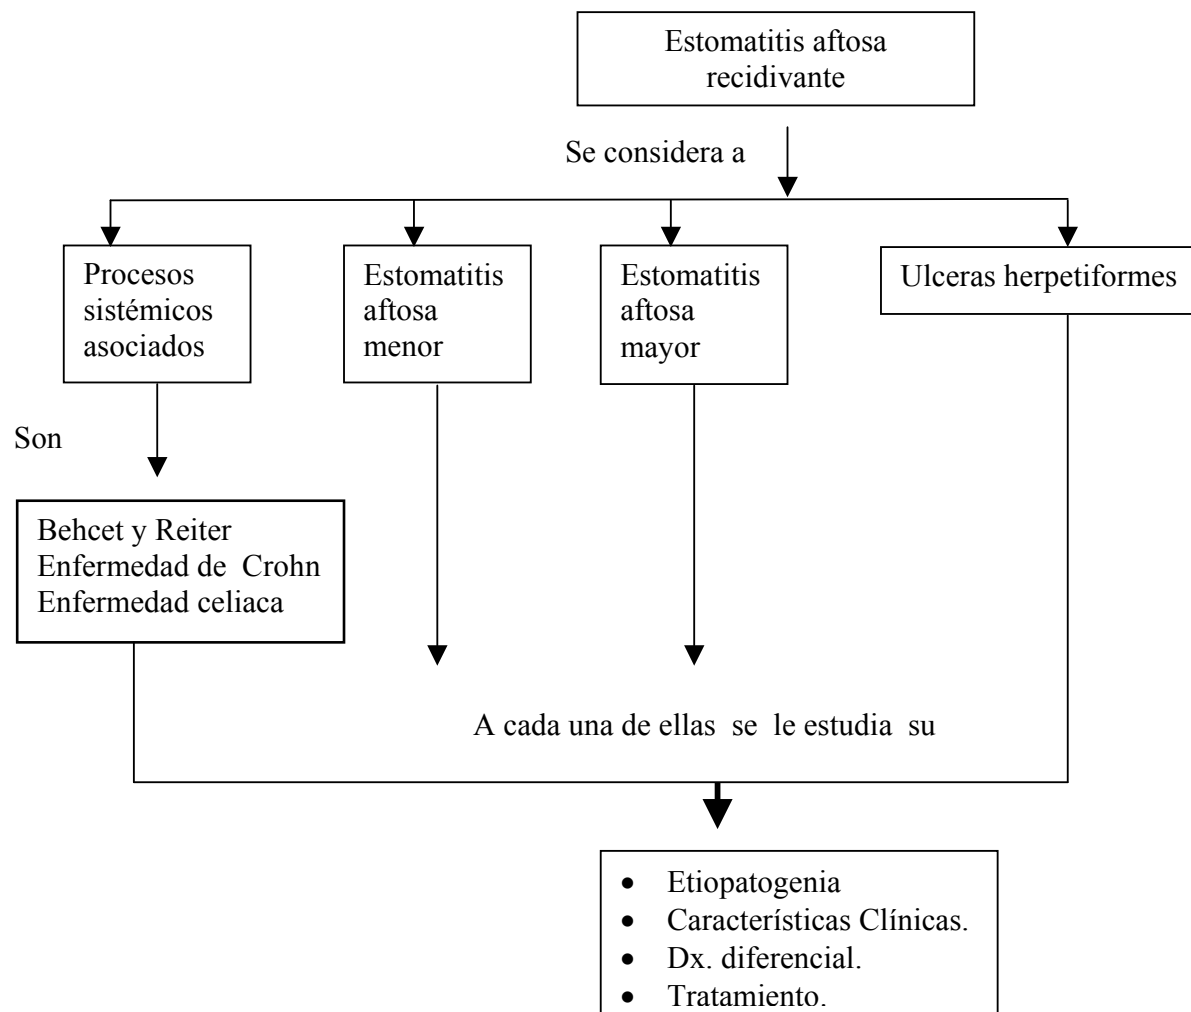 Estomatitis aftosa
recidivante
Se considera a
Procesos
sistémicos
asociados
Estomatitis
aftosa
menor
Estomatitis
aftosa
mayor
Ulceras herpetiformes
Son
Behcet y Reiter
Enfermedad de Crohn
Enfermedad celiaca
A cada una de ellas se le estudia su
• Etiopatogenia
• Características Clínicas.
• Dx. diferencial.
• Tratamiento.